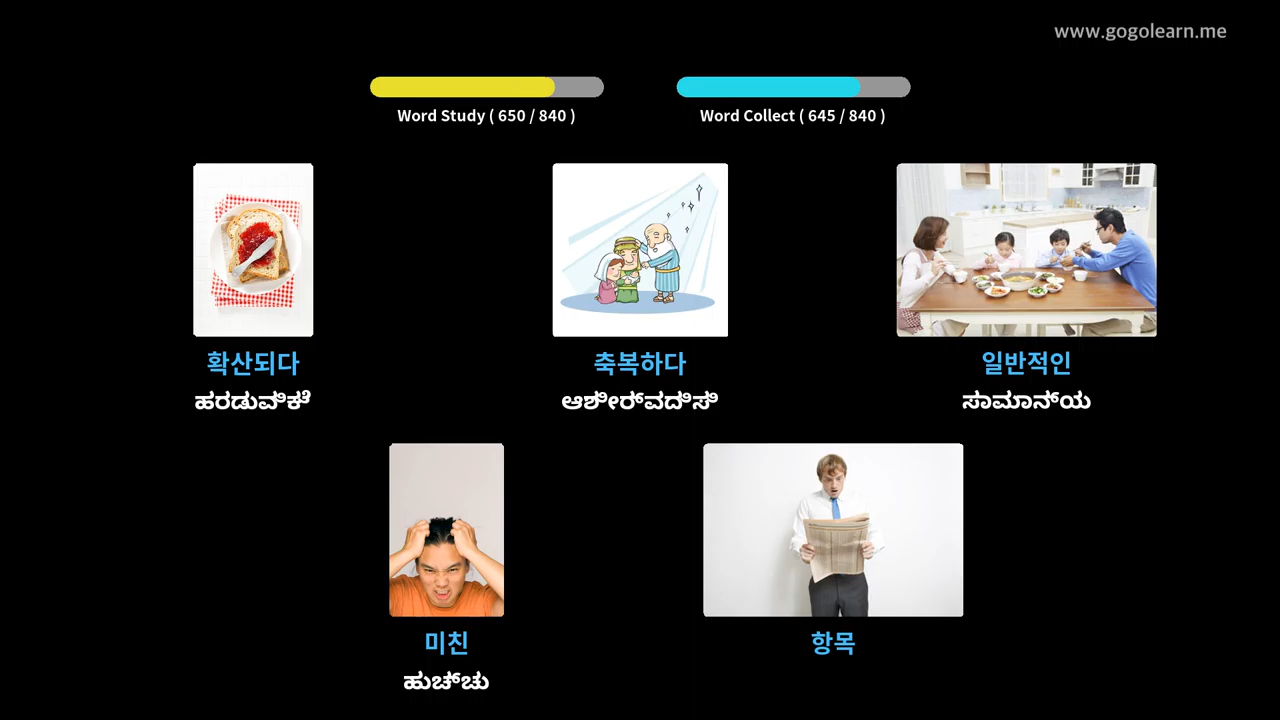 www.gogolearn.me
Word Study ( 650 / 840 )
Word Collect ( 645 / 840 )
확산되다
축복하다
일반적인
ಹರಡುವಿಕೆ
ಆಶೀರ್ವದಿಸಿ
ಸಾಮಾನ್ಯ
미친
항목
ಹುಚ್ಚು